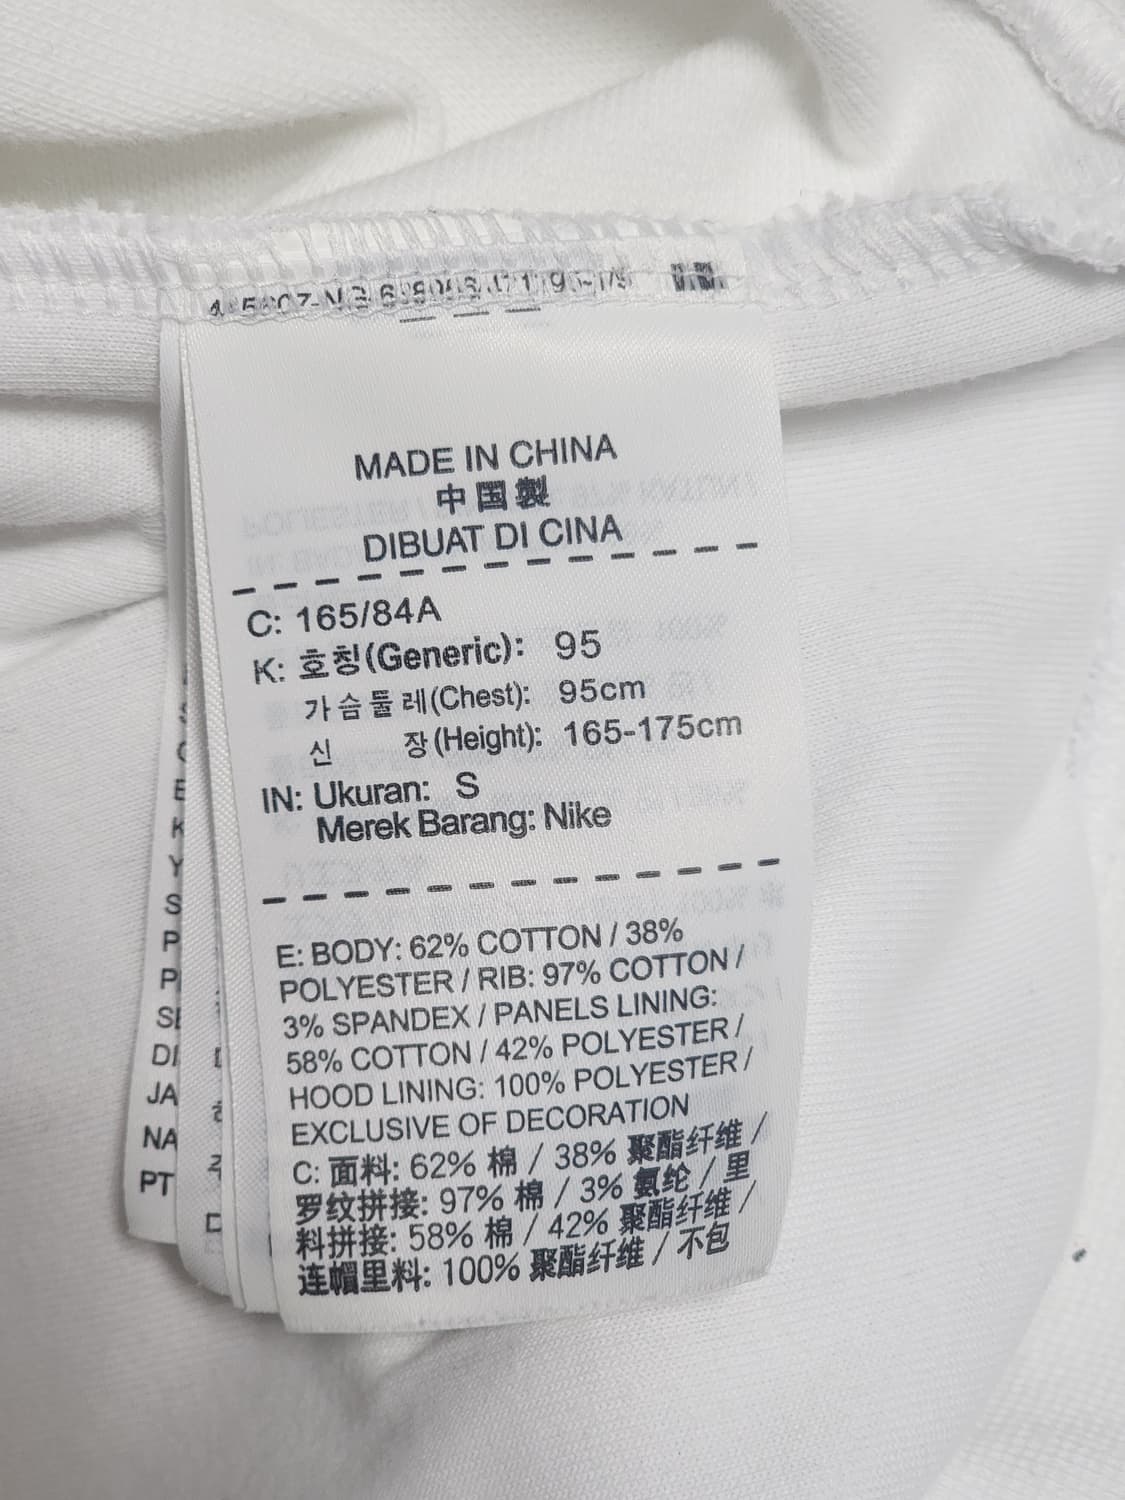 MADE IN CHINA
中国製
DIBUAT DI CINA
C: 165/84A
K: 호칭(Generic): 95
가슴둘레(Chest): 95cm
신 장(Height): 165-175cm
IN: Ukuran: S
Merek Barang: Nike
E: BODY: 62% COTTON / 38%
POLYESTER / RIB: 97% COTTON /
3% SPANDEX / PANELS LINING:
58% COTTON / 42% POLYESTER /
HOOD LINING: 100% POLYESTER /
EXCLUSIVE OF DECORATION
C: 面料: 62% 棉 / 38% 聚酯纤维 /
罗纹拼接: 97% 棉 / 3% 氨纶 / 里
料拼接: 58% 棉 / 42% 聚酯纤维 /
连帽里料: 100% 聚酯纤维 / 不包
JA
NA
PT